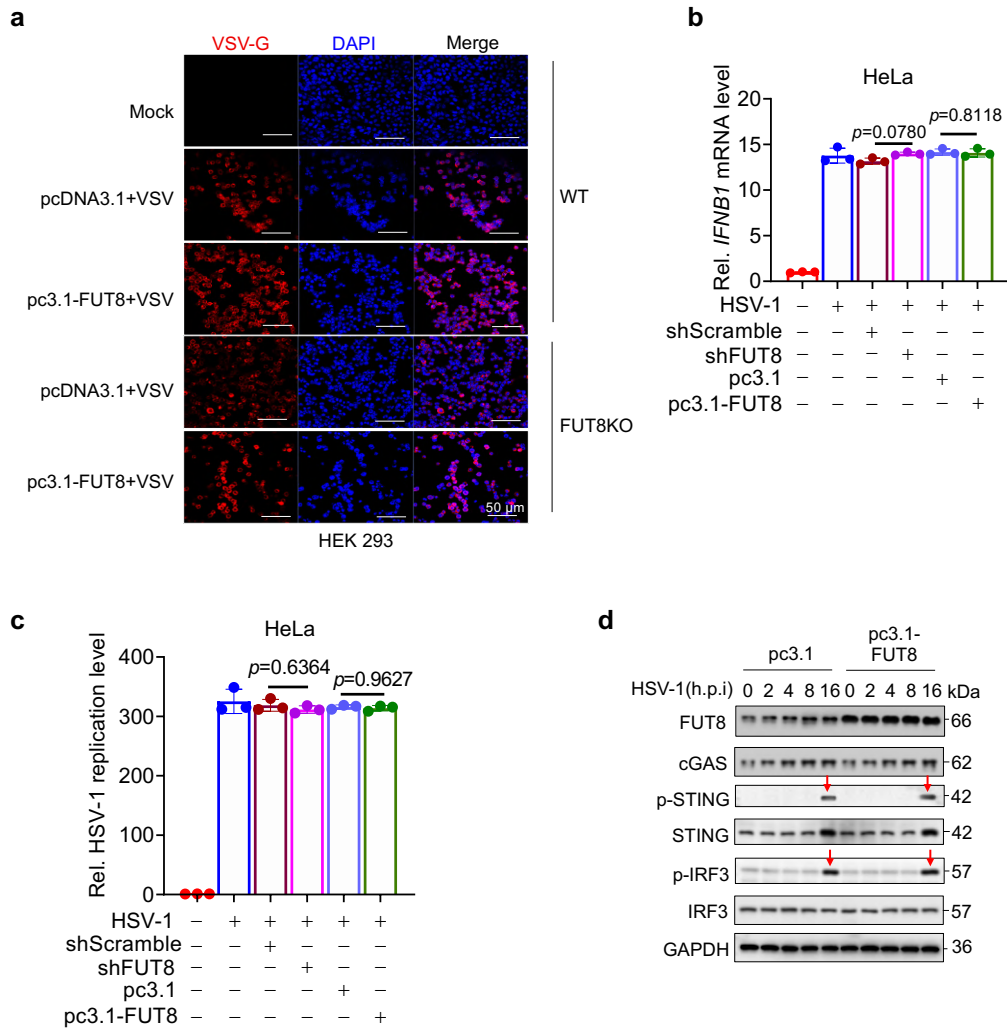 a
VSV-G DAPI Merge
Mock
pcDNA3.1+VSV
pc3.1-FUT8+VSV
WT
pcDNA3.1+VSV
pc3.1-FUT8+VSV
FUT8KO
50 μm
HEK 293
b
HeLa
Rel. IFNB1 mRNA level
20
15
10
5
0
p=0.0780
p=0.8118
HSV-1 – + + + + +
shScramble – – + – – –
shFUT8 – – – + – –
pc3.1 – – – – + –
pc3.1-FUT8 – – – – – +
c
HeLa
Rel. HSV-1 replication level
400
300
200
100
0
p=0.6364
p=0.9627
HSV-1 – + + + + +
shScramble – – + – – –
shFUT8 – – – + – –
pc3.1 – – – – + –
pc3.1-FUT8 – – – – – +
d
pc3.1 pc3.1-
FUT8
HSV-1(h.p.i) 0 2 4 8 16 0 2 4 8 16 kDa
FUT8 66
cGAS 62
p-STING 42
STING 42
p-IRF3 57
IRF3 57
GAPDH 36